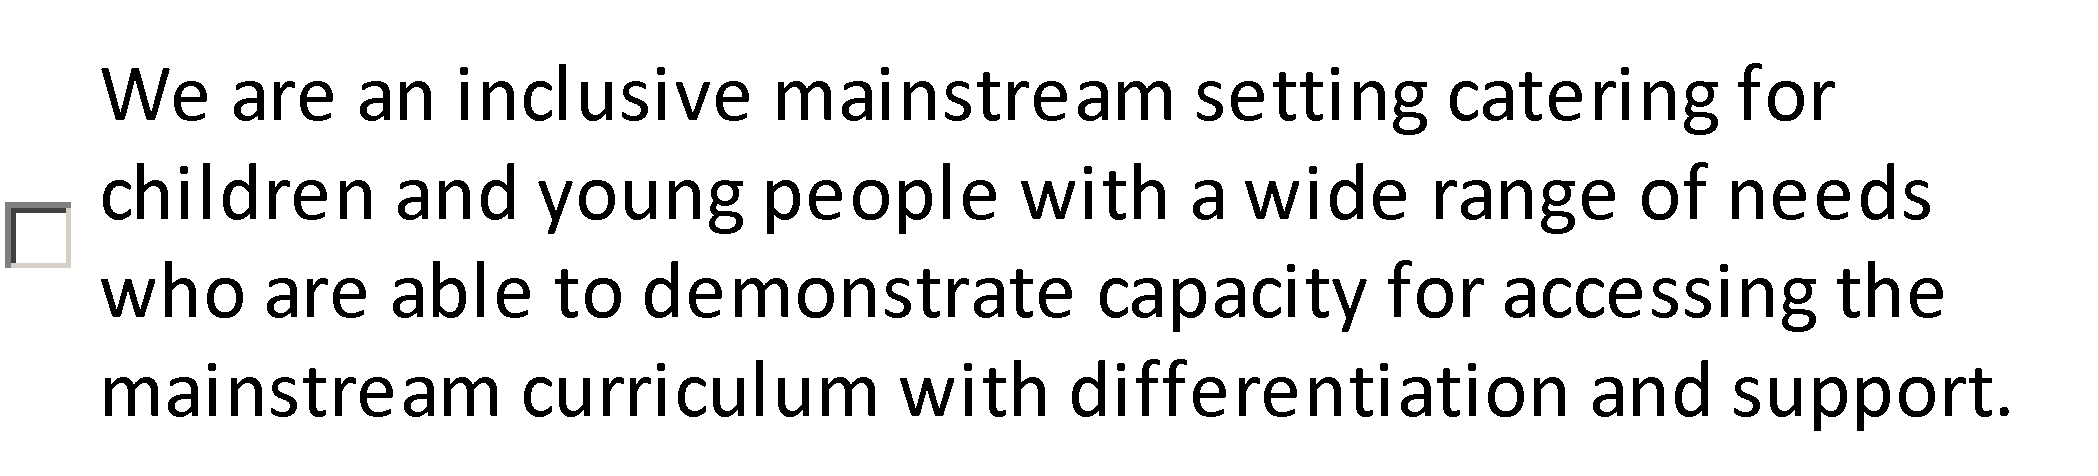 We are an inclusive mainstream setting catering for
children and young people with a wide range of needs
who are able to demonstrate capacity for accessing the
mainstream curriculum with differentiation and support.